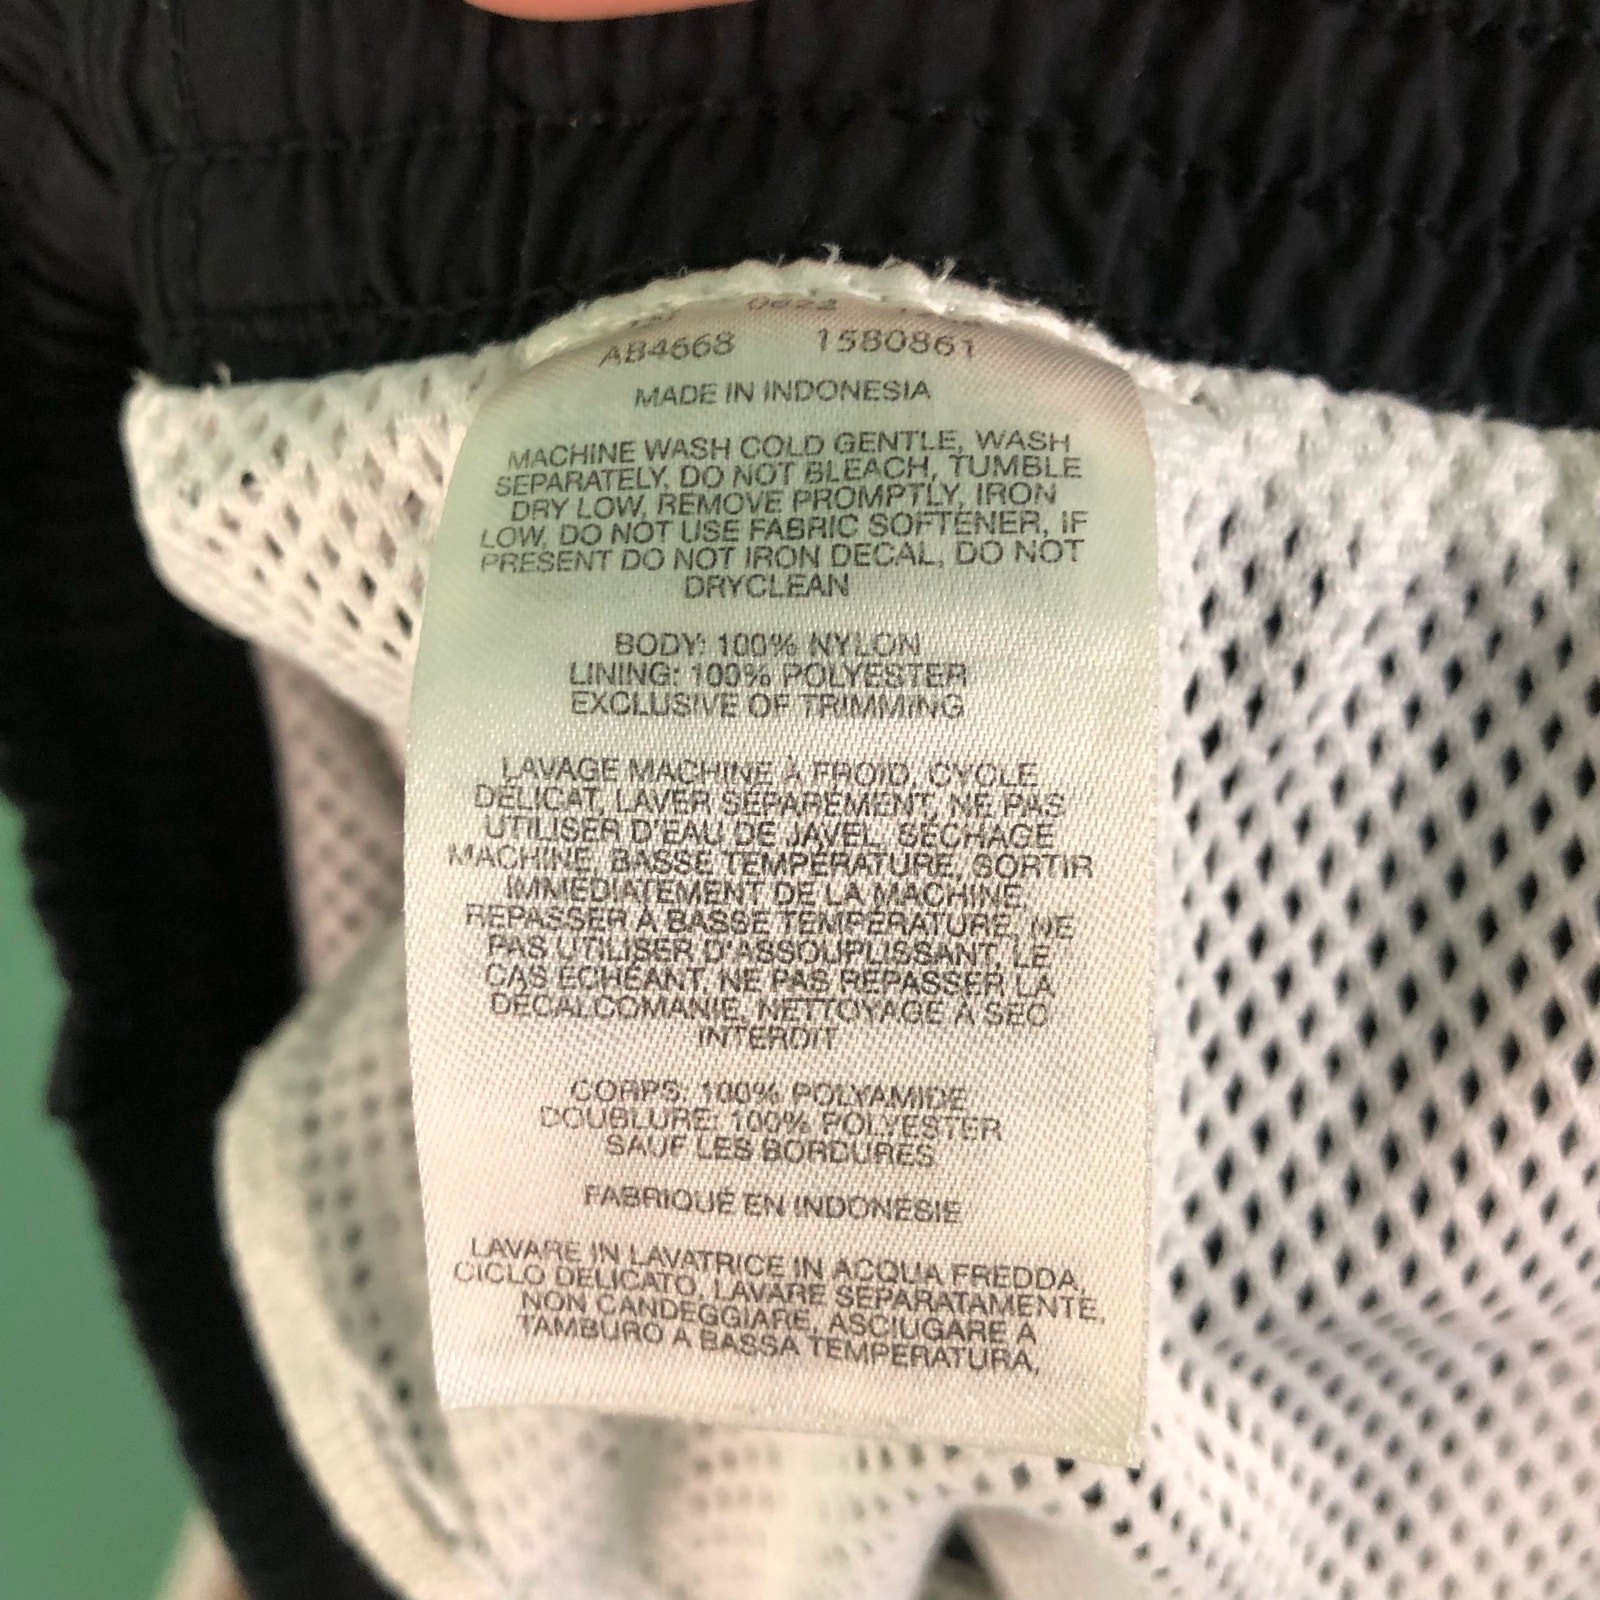 0822
AB4668 1580861
MADE IN INDONESIA
MACHINE WASH COLD GENTLE, WASH
SEPARATELY, DO NOT BLEACH, TUMBLE
DRY LOW, REMOVE PROMPTLY, IRON
LOW, DO NOT USE FABRIC SOFTENER, IF
PRESENT DO NOT IRON DECAL, DO NOT
DRYCLEAN
BODY: 100% NYLON
LINING: 100% POLYESTER
EXCLUSIVE OF TRIMMING
LAVAGE MACHINE À FROID, CYCLE
DÉLICAT, LAVER SÉPARÉMENT, NE PAS
UTILISER D'EAU DE JAVEL, SÉCHAGE
MACHINE, BASSE TEMPÉRATURE, SORTIR
IMMÉDIATEMENT DE LA MACHINE,
REPASSER À BASSE TEMPÉRATURE, NE
PAS UTILISER D'ASSOUPLISSANT, LE
CAS ÉCHÉANT, NE PAS REPASSER LA
DÉCALCOMANIE, NETTOYAGE À SEC
INTERDIT
CORPS: 100% POLYAMIDE
DOUBLURE: 100% POLYESTER
SAUF LES BORDURES
FABRIQUÉ EN INDONESIE
LAVARE IN LAVATRICE IN ACQUA FREDDA,
CICLO DELICATO, LAVARE SEPARATAMENTE,
NON CANDEGGIARE, ASCIUGARE A
TAMBURO A BASSA TEMPERATURA,